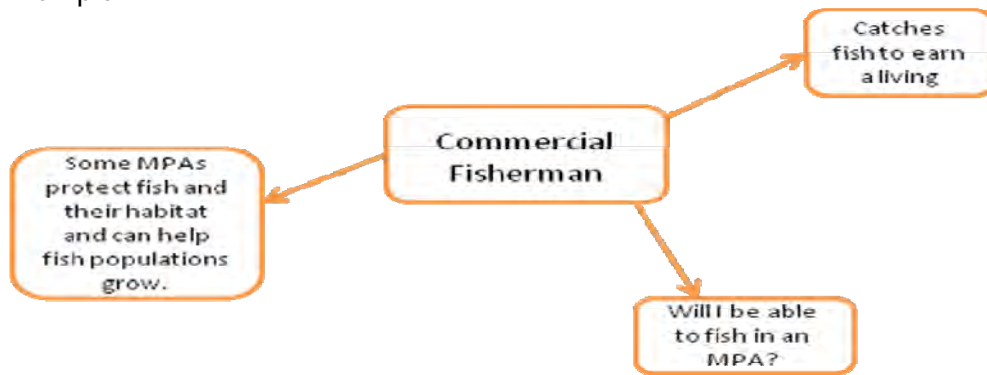 Catches
fish to earn
a living
Commercial
Fisherman
Some MPAs
protect fish and
their habitat
and can help
fish populations
grow.
Will I be able
to fish in an
MPA?